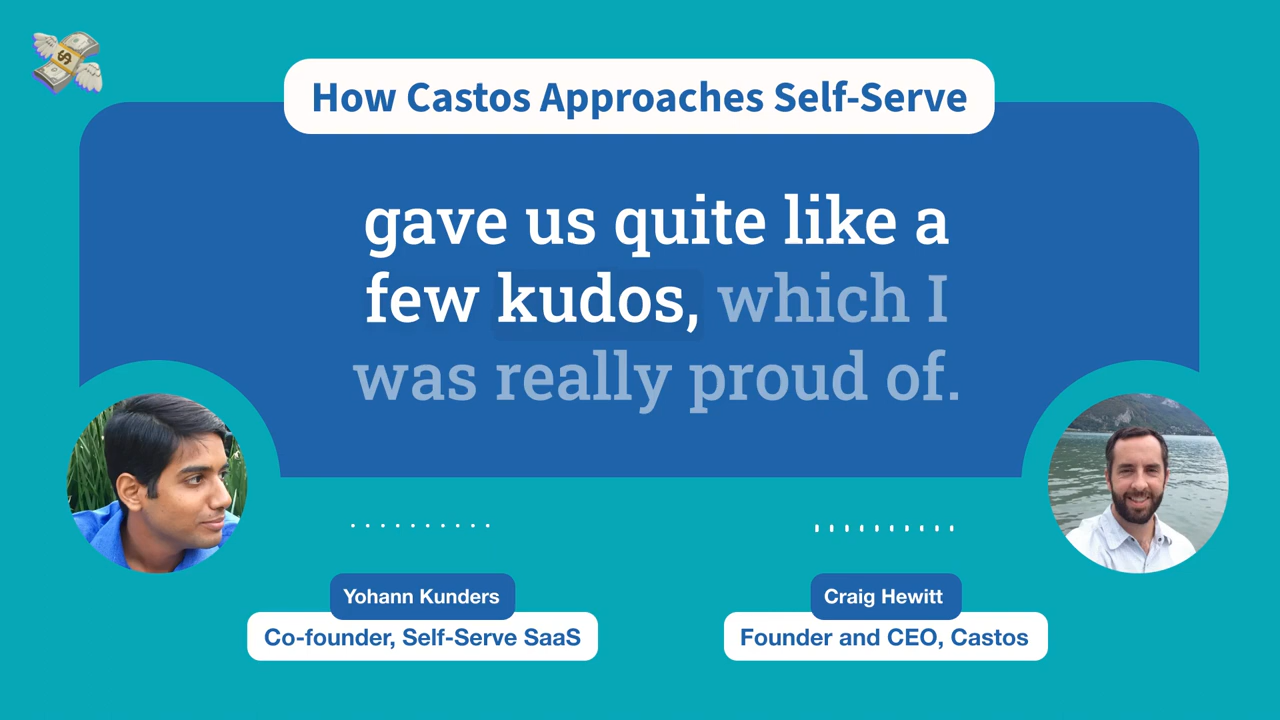 How Castos Approaches Self-Serve
gave us quite like a
few kudos, which I
was really proud of.
Yohann Kunders
Co-founder, Self-Serve SaaS
Craig Hewitt
Founder and CEO, Castos